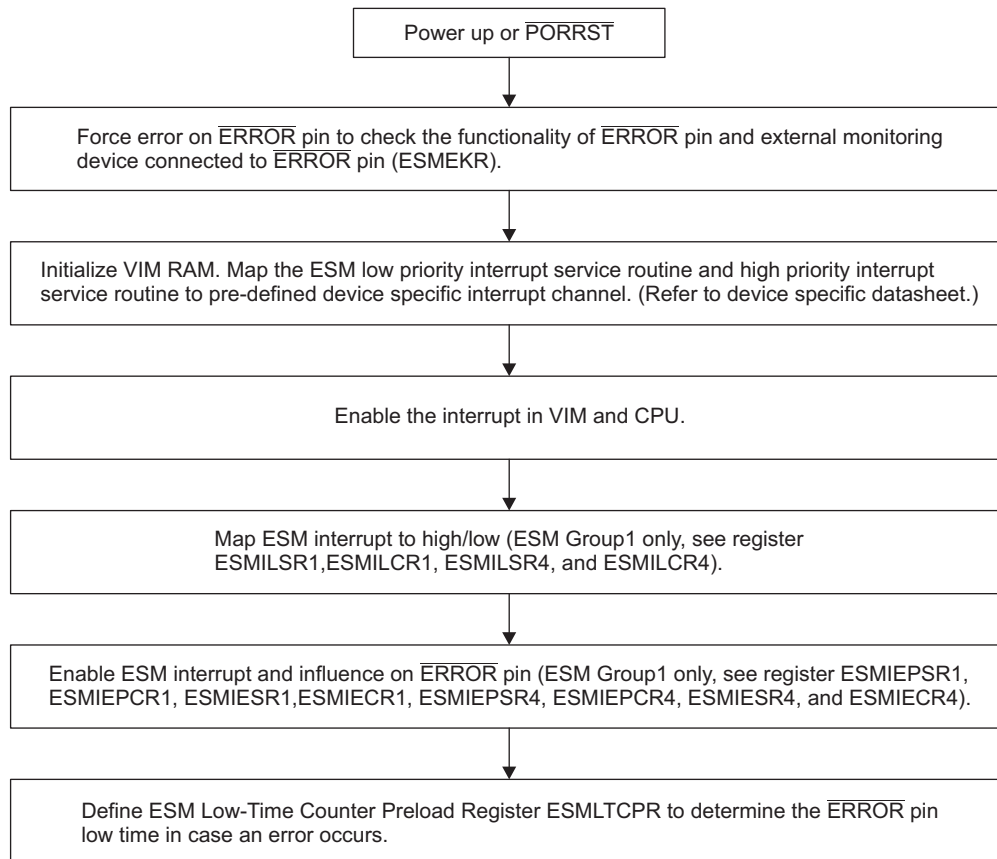 Power up or PORRST
Force error on ERROR pin to check the functionality of ERROR pin and external monitoring
device connected to ERROR pin (ESMEKR).
Initialize VIM RAM. Map the ESM low priority interrupt service routine and high priority interrupt
service routine to pre-defined device specific interrupt channel. (Refer to device specific datasheet.)
Enable the interrupt in VIM and CPU.
Map ESM interrupt to high/low (ESM Group1 only, see register
ESMILSR1,ESMILCR1, ESMILSR4, and ESMILCR4).
Enable ESM interrupt and influence on ERROR pin (ESM Group1 only, see register ESMIEPSR1,
ESMIEPCR1, ESMIESR1,ESMIECR1, ESMIEPSR4, ESMIEPCR4, ESMIESR4, and ESMIECR4).
Define ESM Low-Time Counter Preload Register ESMLTCPR to determine the ERROR pin
low time in case an error occurs.